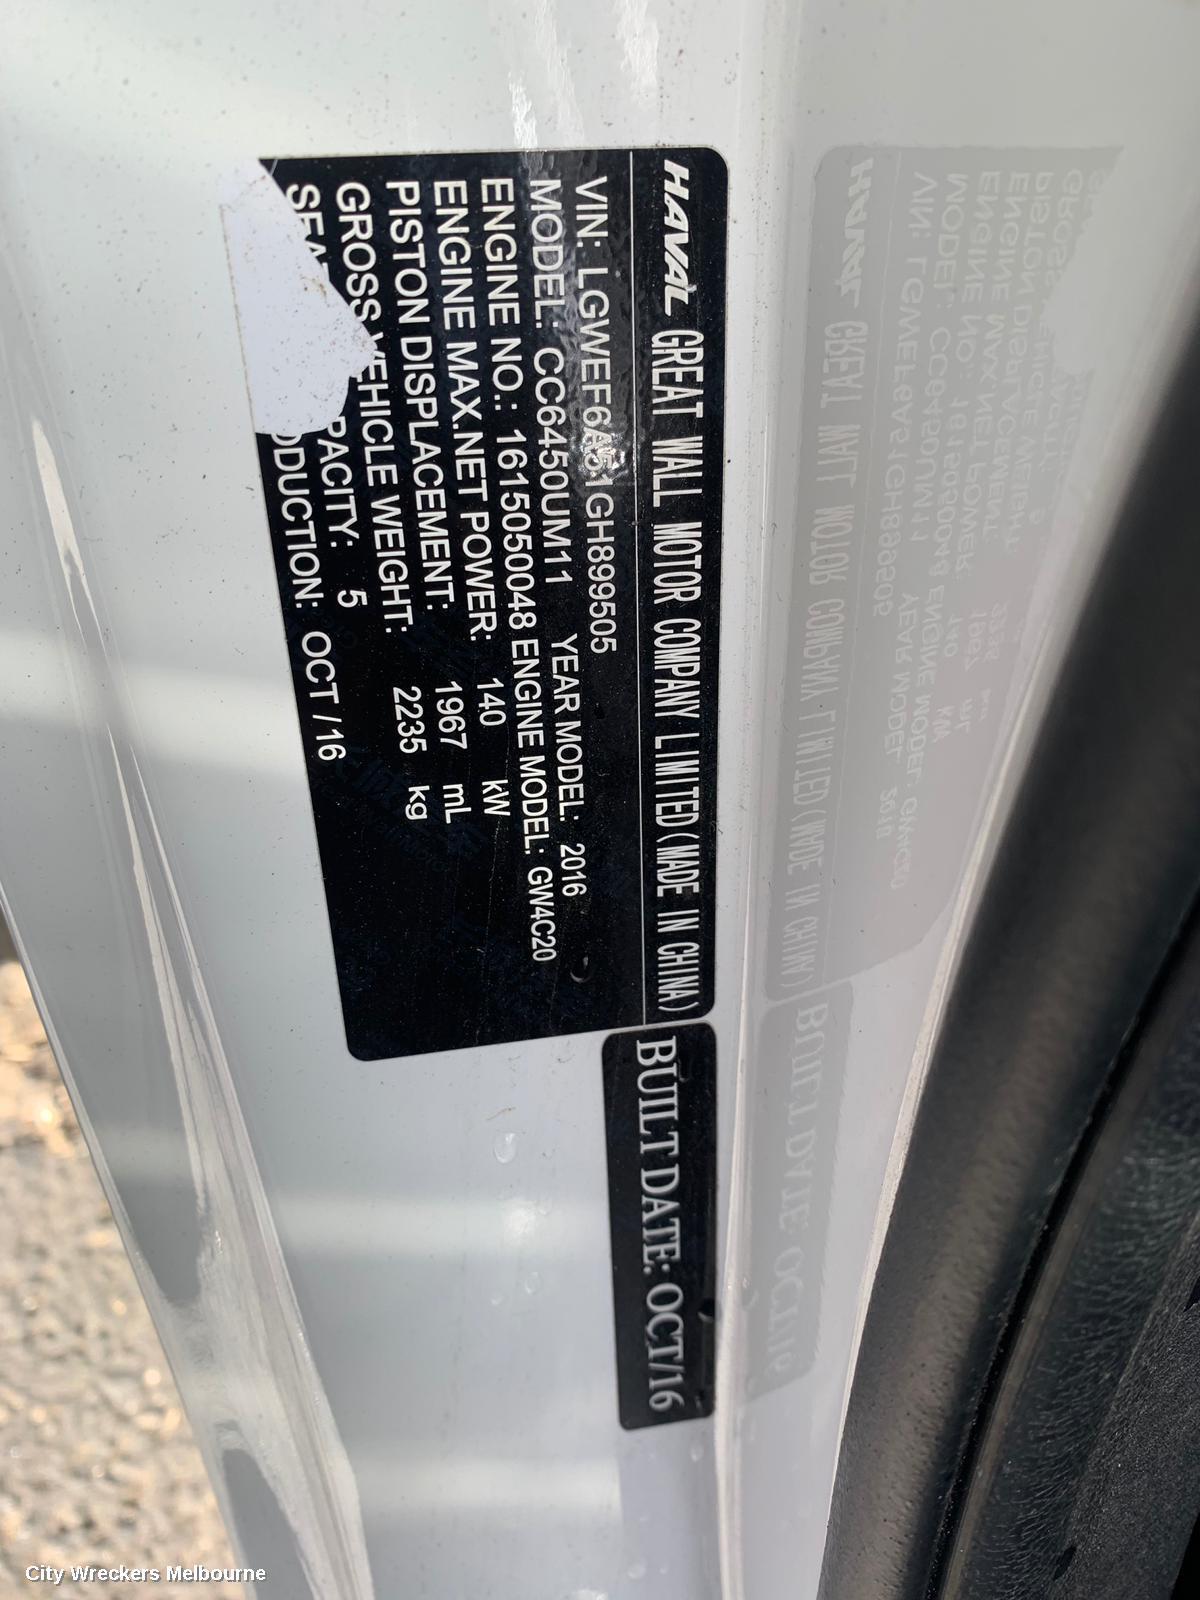 HAVAL GREAT WALL MOTOR COMPANY LIMITED(MADE IN CHINA)
VIN: LGWEF6A51GH899505
MODEL: CC6450UM11 YEAR MODEL: 2016
ENGINE NO.: 1615050048 ENGINE MODEL: GW4C20
ENGINE MAX.NET POWER: 140 kW
PISTON DISPLACEMENT: 1967 mL
GROSS VEHICLE WEIGHT: 2235 kg
PACITY: 5
ODUCTION: OCT / 16
BUILT DATE: OCT/16
City Wreckers Melbourne